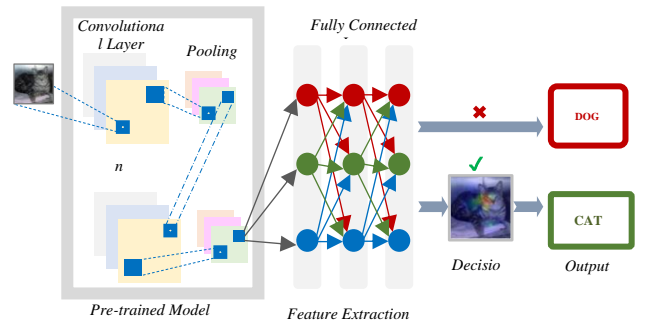 Convolutiona
l Layer
Pooling
Fully Connected
n
DOG
CAT
Decisio
Output
Pre-trained Model
Feature Extraction